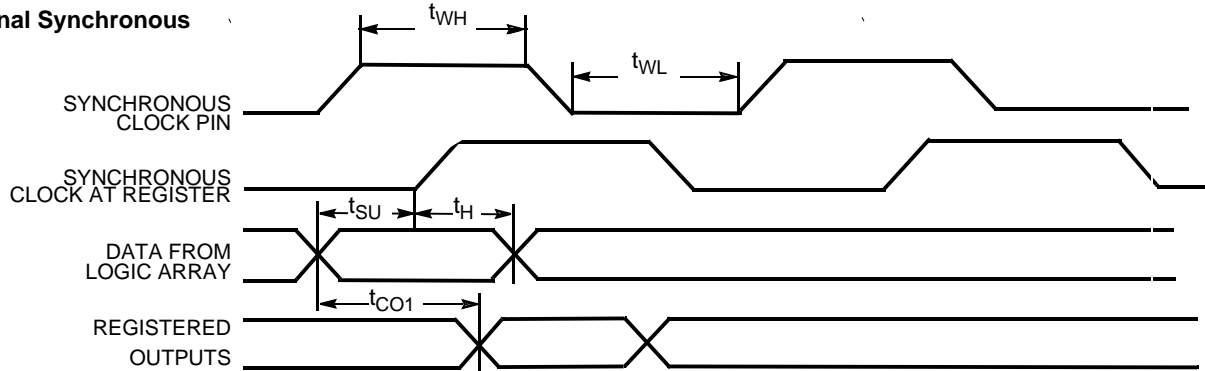 nal Synchronous
tWH
tWL
SYNCHRONOUS
CLOCK PIN
SYNCHRONOUS
CLOCK AT REGISTER
tSU
tH
DATA FROM
LOGIC ARRAY
tCO1
REGISTERED
OUTPUTS